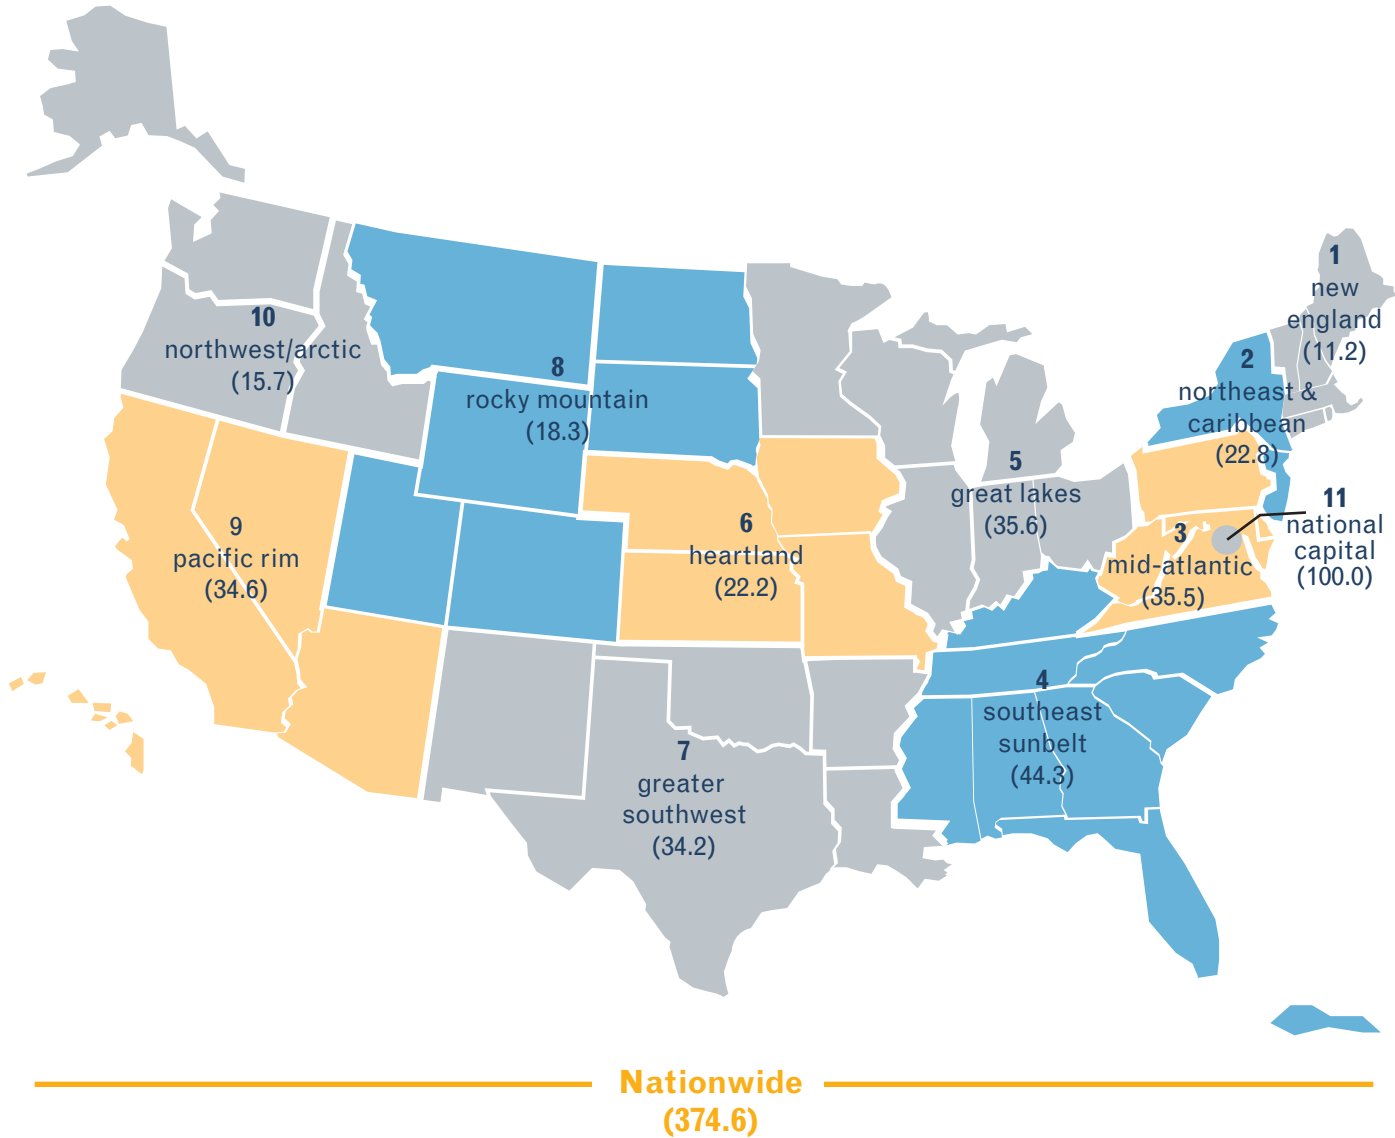 1
new
england
(11.2)
2
northeast &
caribbean
(22.8)
10
northwest/arctic
(15.7)
8
rocky mountain
(18.3)
5
great lakes
(35.6)
11
national
capital
(100.0)
9
pacific rim
(34.6)
6
heartland
(22.2)
3
mid-atlantic
(35.5)
4
southeast
sunbelt
(44.3)
7
greater
southwest
(34.2)
Nationwide
(374.6)